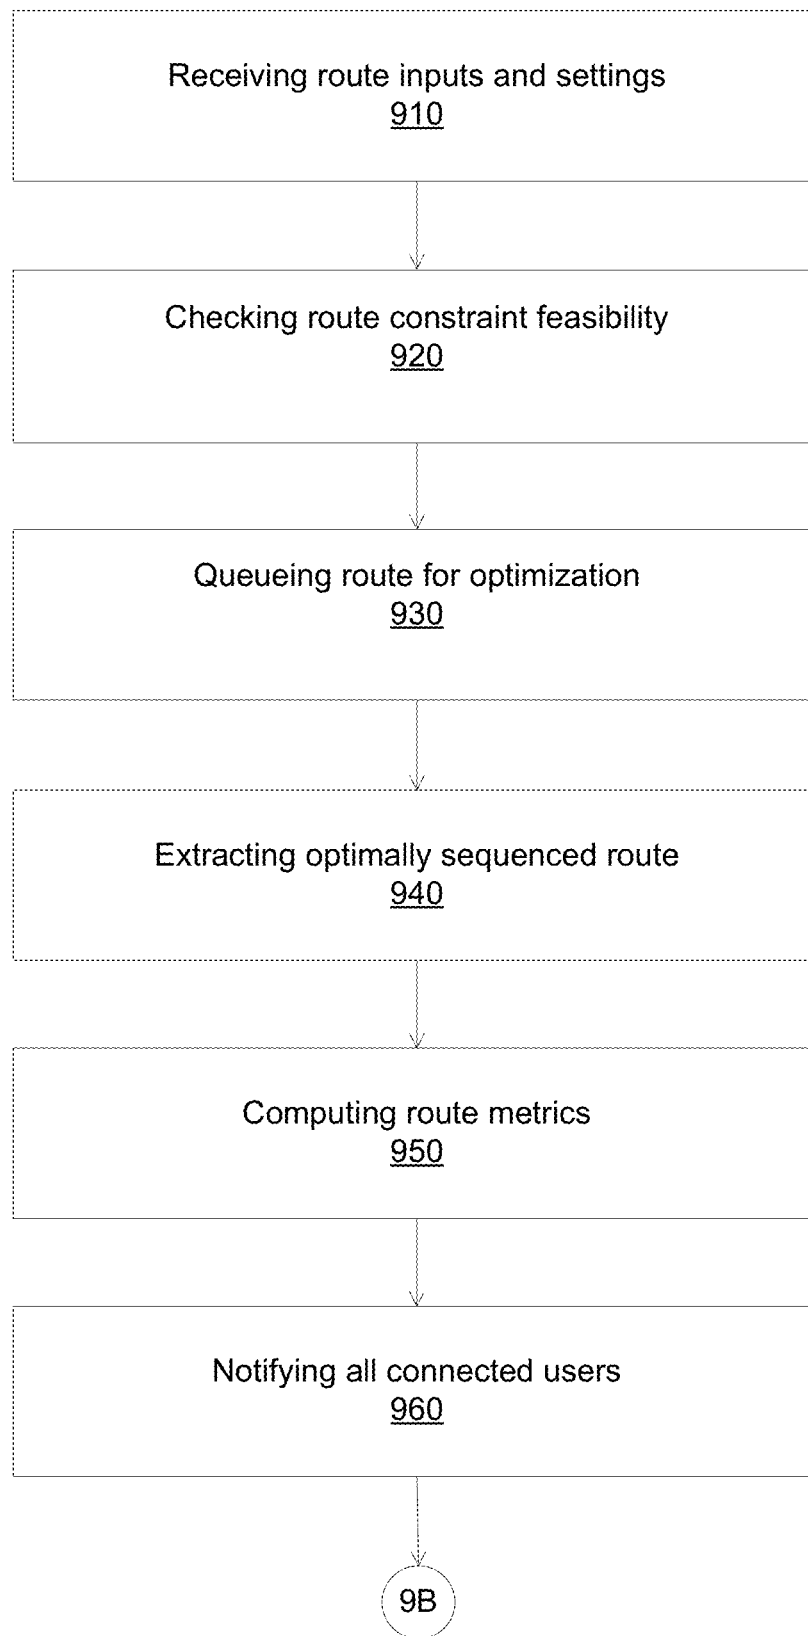 Receiving route inputs and settings
910
Checking route constraint feasibility
920
Queueing route for optimization
930
Extracting optimally sequenced route
940
Computing route metrics
950
Notifying all connected users
960
9B